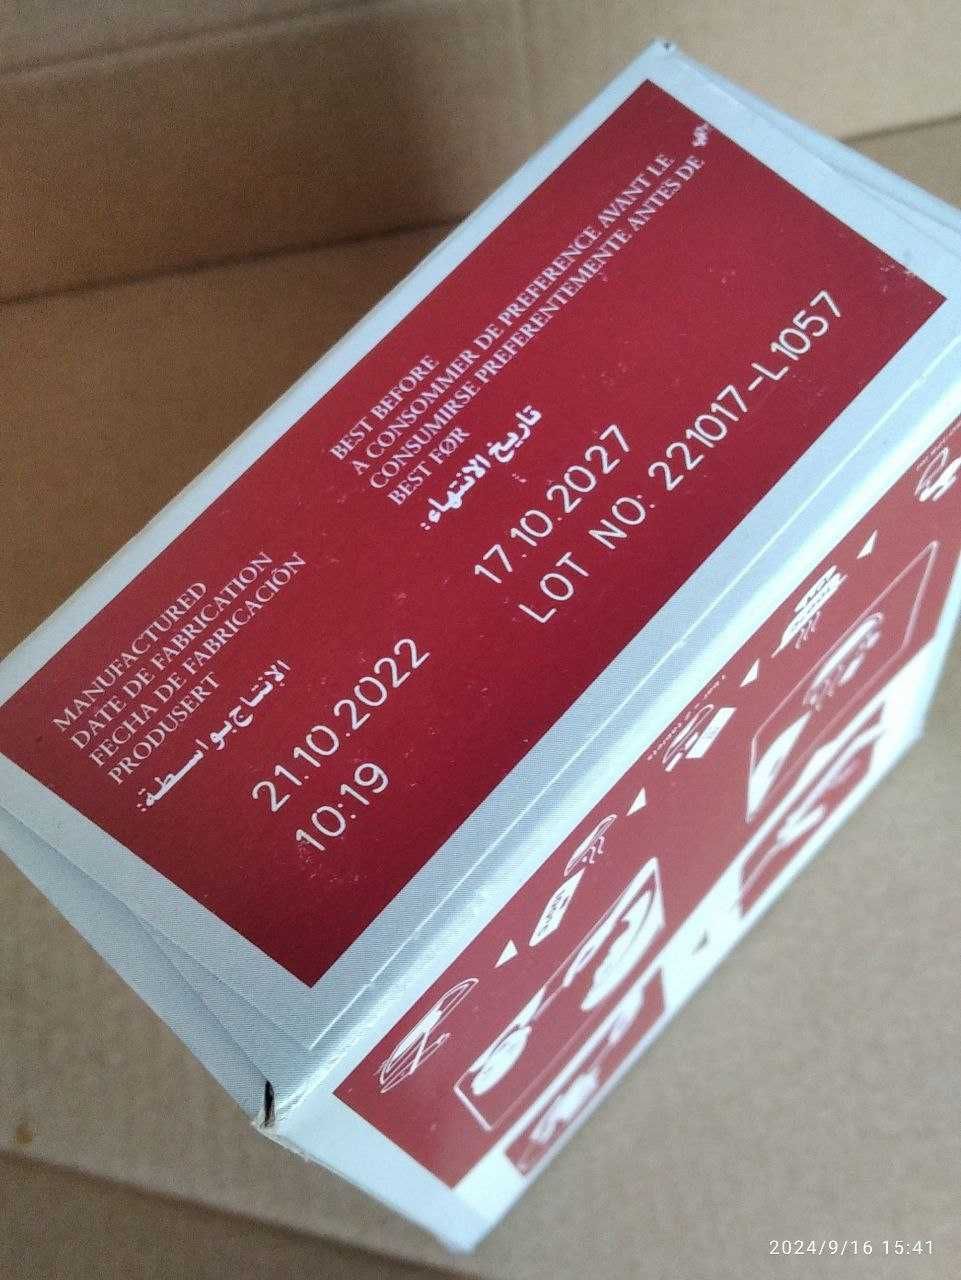 MANUFACTURED
DATE DE FABRICATION
FECHA DE FABRICACIÓN
PRODUSERT
الإنتاج بواسطة:
21.10.2022
10:19
BEST BEFORE
A CONSOMMER DE PREFERENCE AVANT LE
CONSUMIRSE PREFERENTEMENTE ANTES DE
BEST FØR
تاريخ الانتهاء:
17.10.2027
LOT NO: 221017-L1057
2024/9/16 15:41